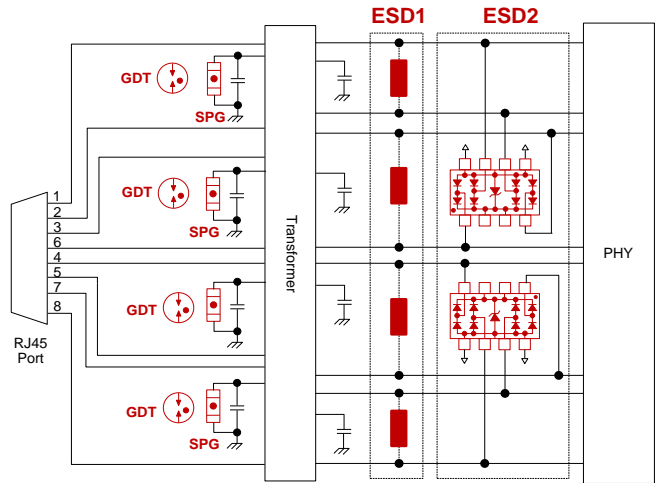 ESD1
ESD2
GDT
SPG
GDT
SPG
GDT
GDT
SPG
1
2
3
6
4
5
7
8
RJ45
Port
Transformer
PHY